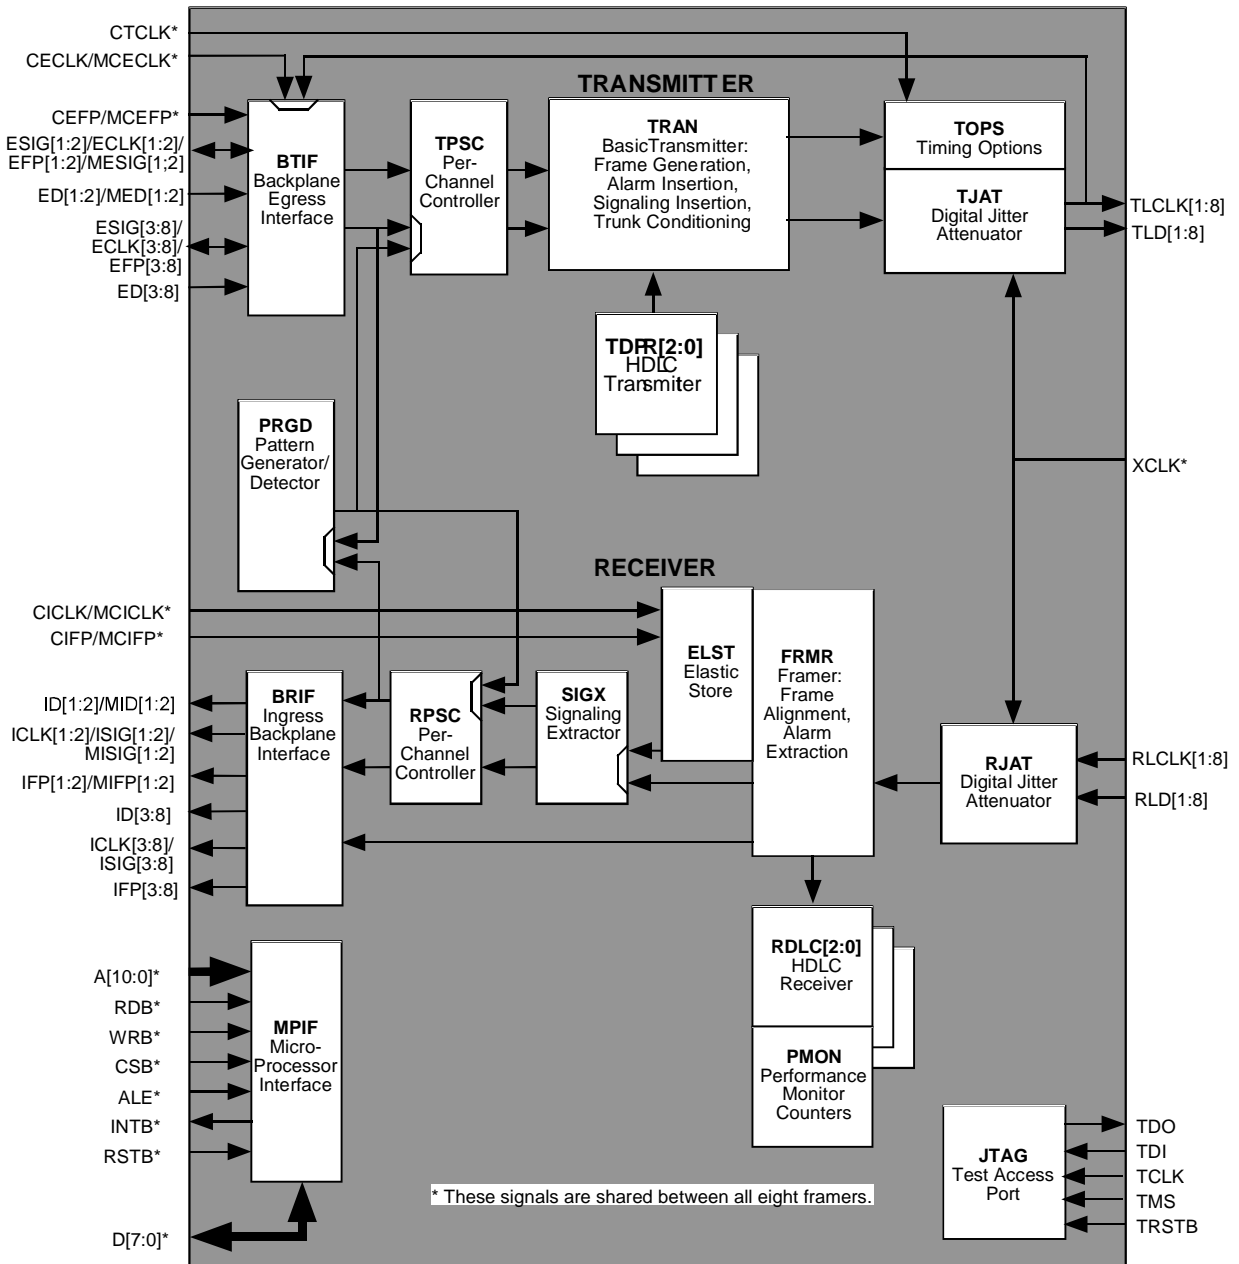 CTCLK*
CECLK/MCECLK*
CEFP/MCEFP*
ESIG[1:2]/ECLK[1:2]/
EFP[1:2]/MESIG[1;2]
ED[1:2]/MED[1:2]
ESIG[3:8]/
ECLK[3:8]/
EFP[3:8]
ED[3:8]
TRANSMITTER
BTIF
Backplane
Egress
Interface
TPSC
Per-
Channel
Controller
TRAN
BasicTransmitter:
Frame Generation,
Alarm Insertion,
Signaling Insertion,
Trunk Conditioning
TOPS
Timing Options
TJAT
Digital Jitter
Attenuator
TLCLK[1:8]
TLD[1:8]
TDPR[2:0]
HDLC
Transmitter
PRGD
Pattern
Generator/
Detector
XCLK*
RECEIVER
CICLK/MCICLK*
CIFP/MCIFP*
ELST
Elastic
Store
FRMR
Framer:
Frame
Alignment,
Alarm
Extraction
ID[1:2]/MID[1:2]
ICLK[1:2]/ISIG[1:2]/
MISIG[1:2]
IFP[1:2]/MIFP[1:2]
ID[3:8]
ICLK[3:8]/
ISIG[3:8]
IFP[3:8]
BRIF
Ingress
Backplane
Interface
RPSC
Per-
Channel
Controller
SIGX
Signaling
Extractor
RJAT
Digital Jitter
Attenuator
RLCLK[1:8]
RLD[1:8]
RDLC[2:0]
HDLC
Receiver
PMON
Performance
Monitor
Counters
A[10:0]*
RDB*
WRB*
CSB*
ALE*
INTB*
RSTB*
D[7:0]*
MPIF
Micro-
Processor
Interface
JTAG
Test Access
Port
TDO
TDI
TCLK
TMS
TRSTB
* These signals are shared between all eight framers.